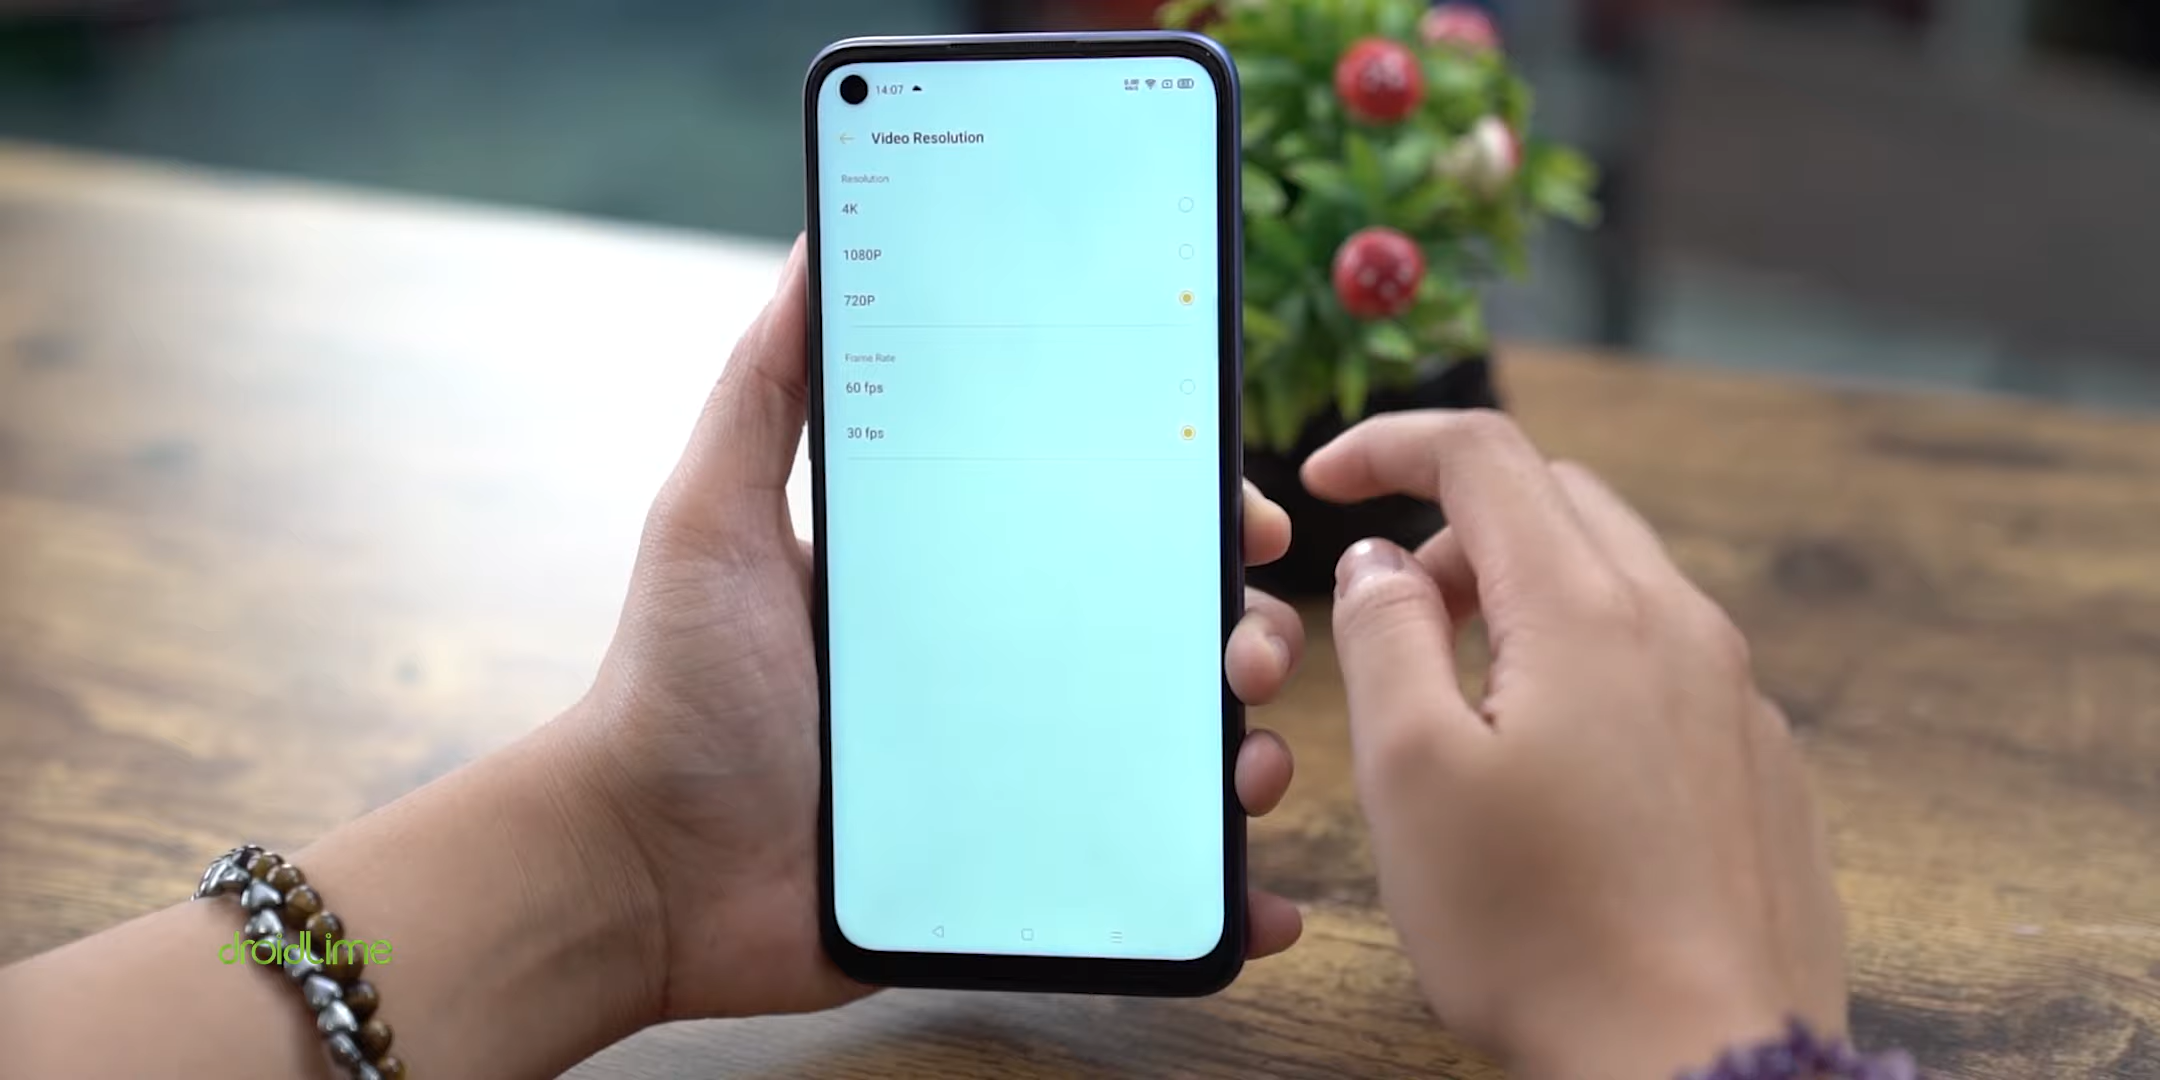 14:07
Video Resolution
Resolution
4K
1080P
720P
Frame Rate
60 fps
30 fps
droidLime